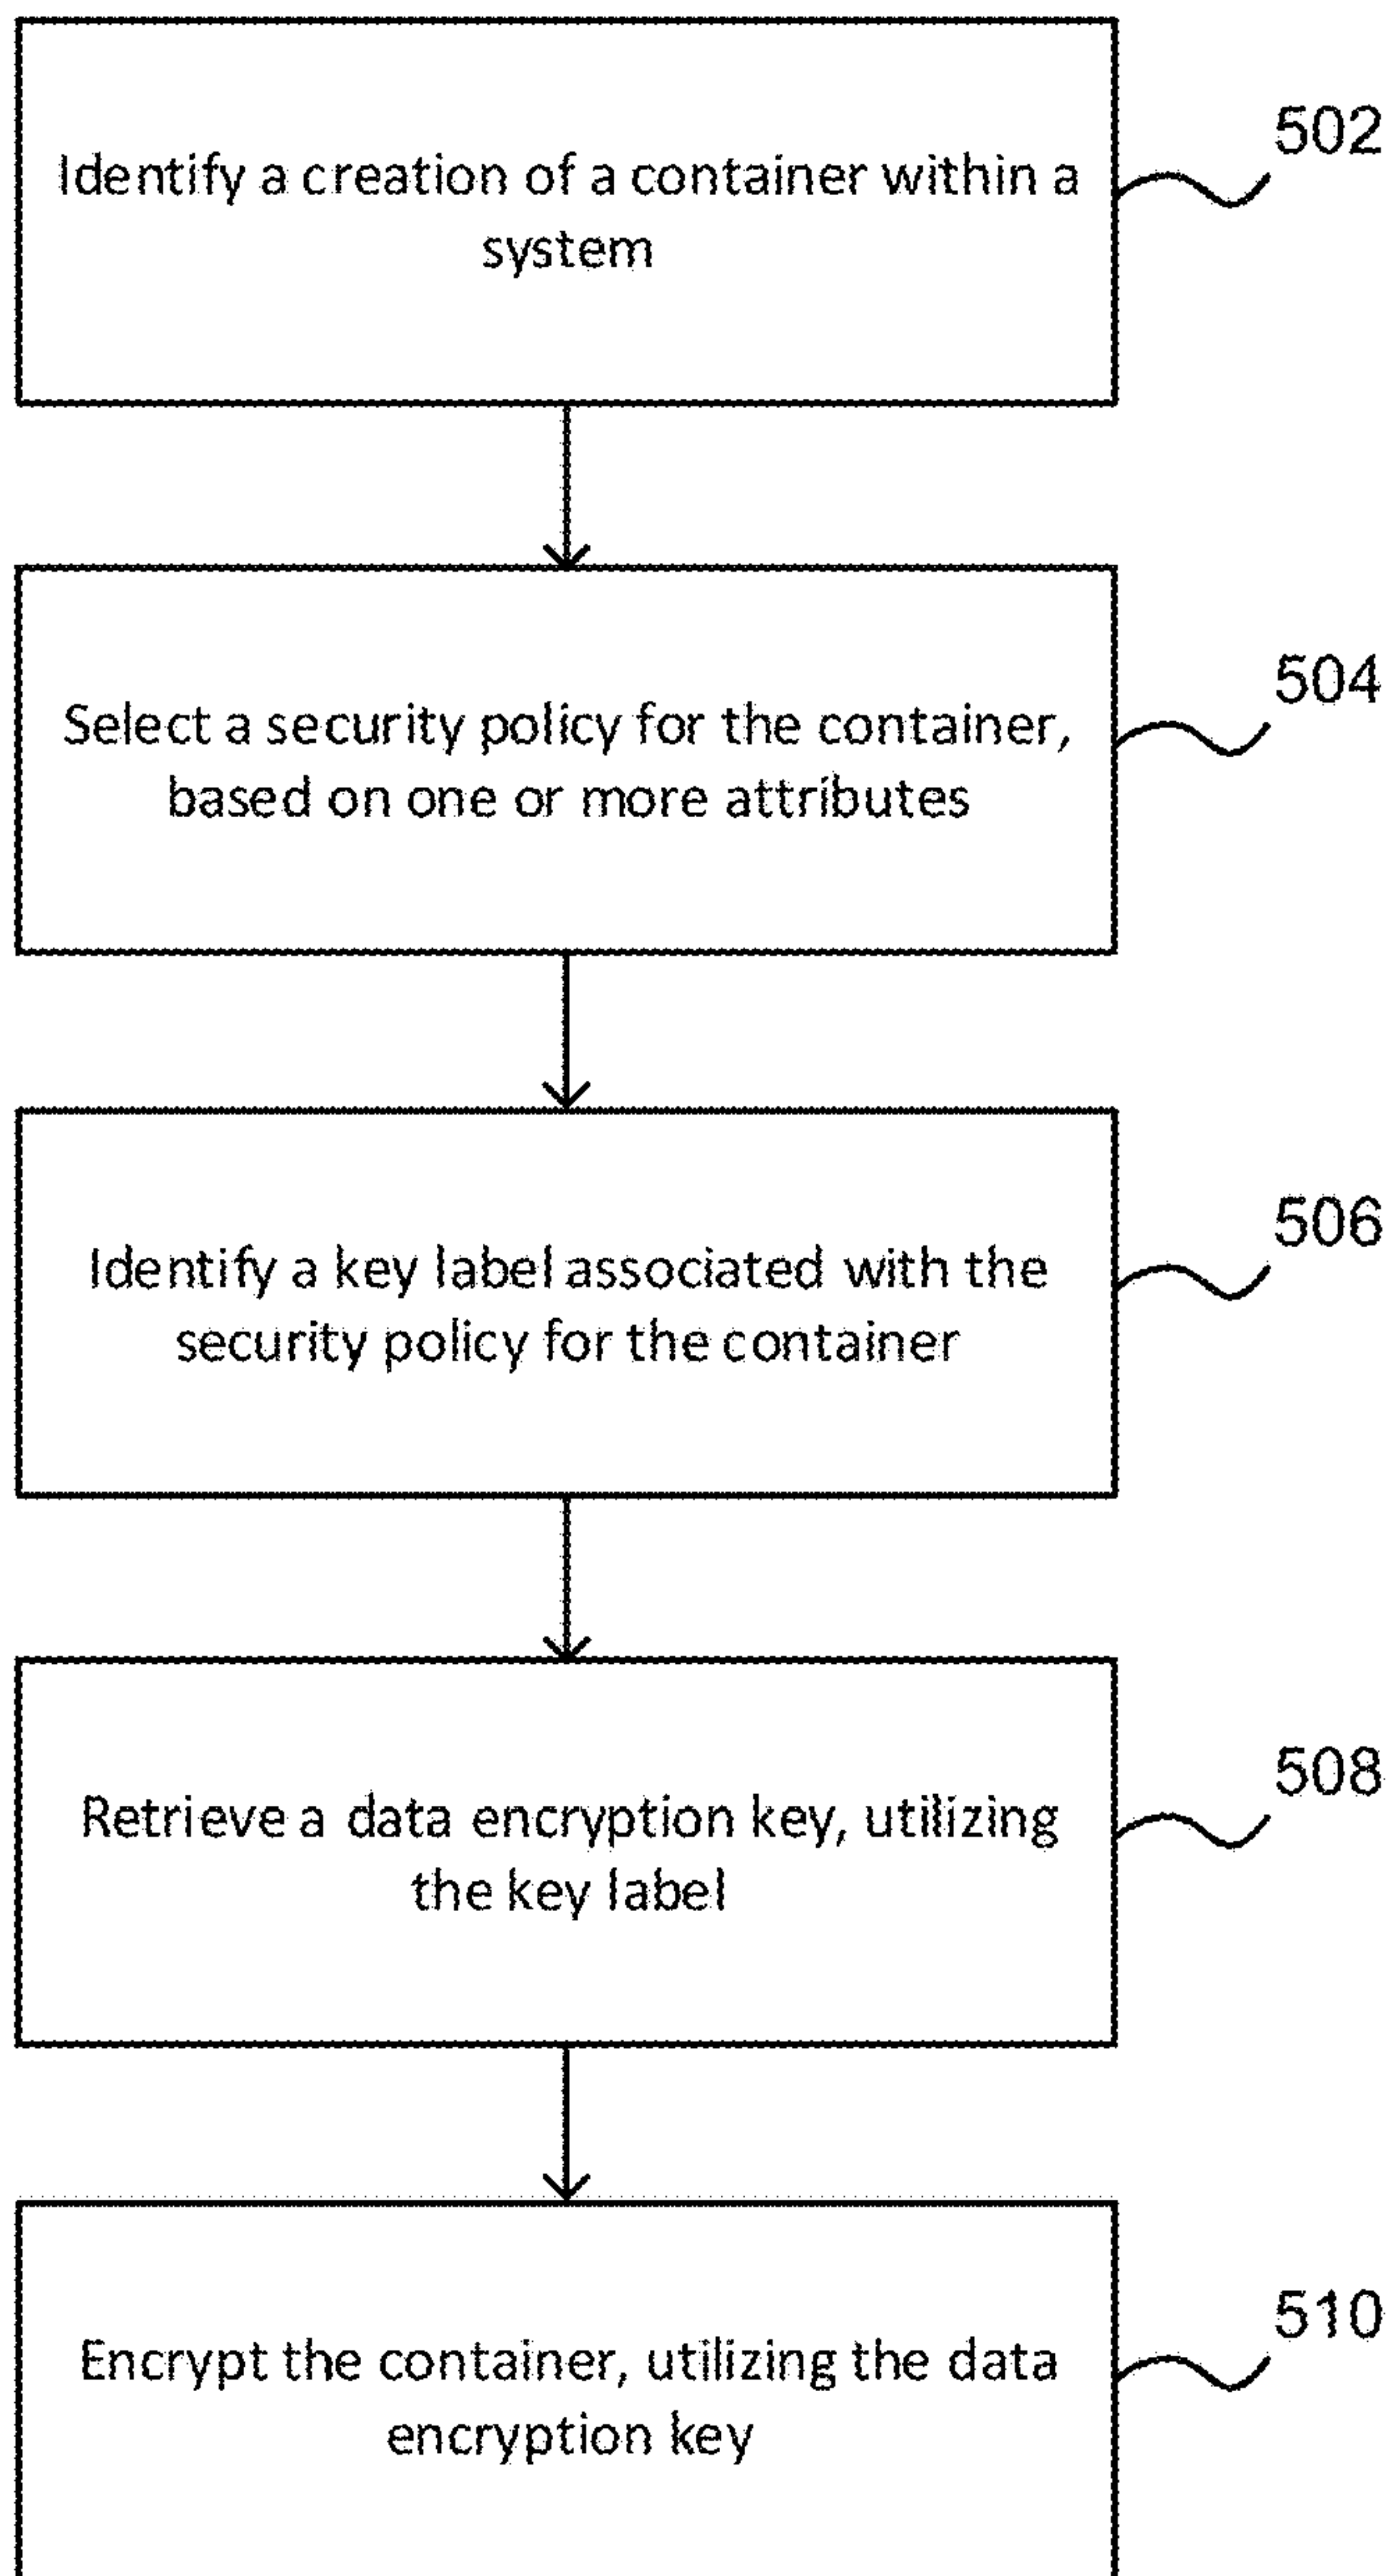 Identify a creation of a container within a
system
502
Select a security policy for the container,
based on one or more attributes
504
Identify a key label associated with the
security policy for the container
506
Retrieve a data encryption key, utilizing
the key label
508
Encrypt the container, utilizing the data
encryption key
510